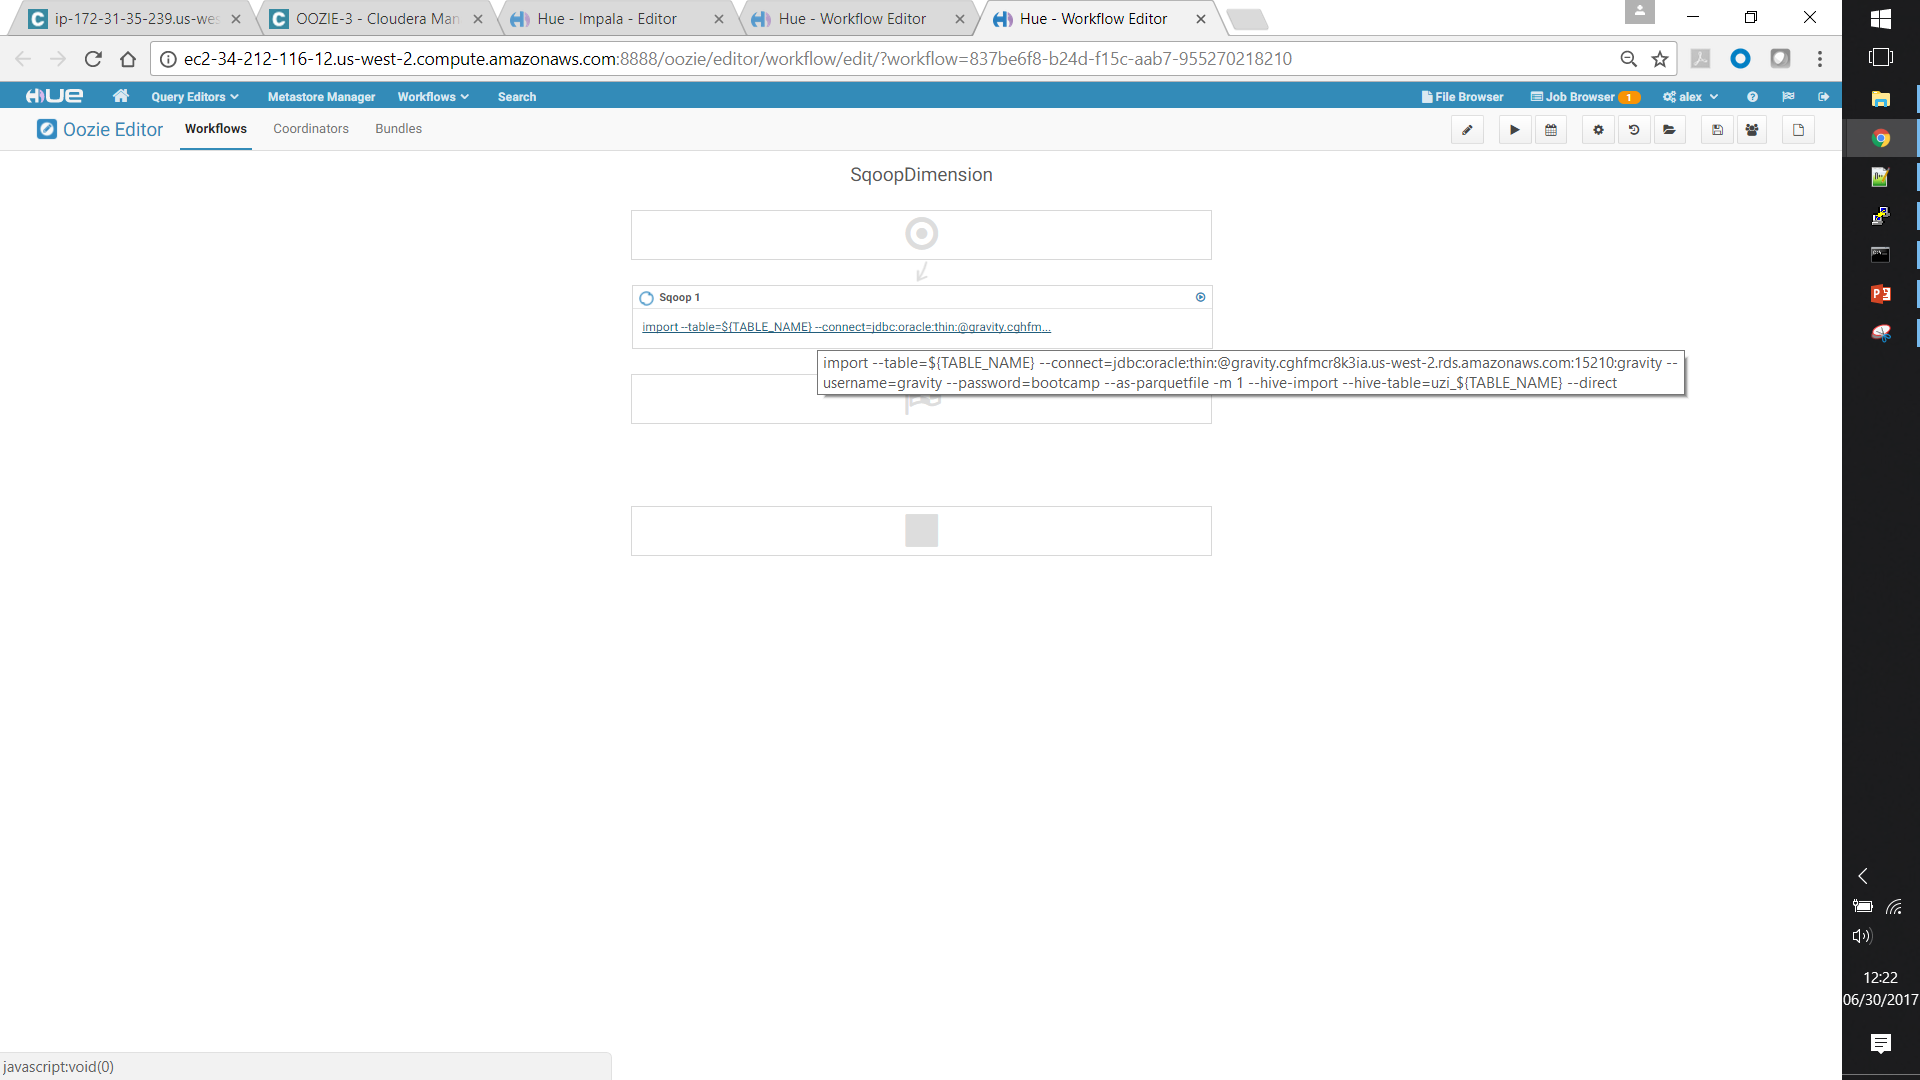 ip-172-31-35-239.us-wes
OOZIE-3 - Cloudera Man
Hue - Impala - Editor
Hue - Workflow Editor
Hue - Workflow Editor
ec2-34-212-116-12.us-west-2.compute.amazonaws.com:8888/oozie/editor/workflow/edit/?workflow=837be6f8-b24d-f15c-aab7-955270218210
HUE Query Editors Metastore Manager Workflows Search File Browser Job Browser 1 alex
Oozie Editor Workflows Coordinators Bundles
SqoopDimension
Sqoop 1
import --table=${TABLE_NAME} --connect=jdbc:oracle:thin:@gravity.cghfm...
import --table=${TABLE_NAME} --connect=jdbc:oracle:thin:@gravity.cghfmcr8k3ia.us-west-2.rds.amazonaws.com:15210:gravity --
username=gravity --password=bootcamp --as-parquetfile -m 1 --hive-import --hive-table=uzi_${TABLE_NAME} --direct
12:22
06/30/2017
javascript:void(0)